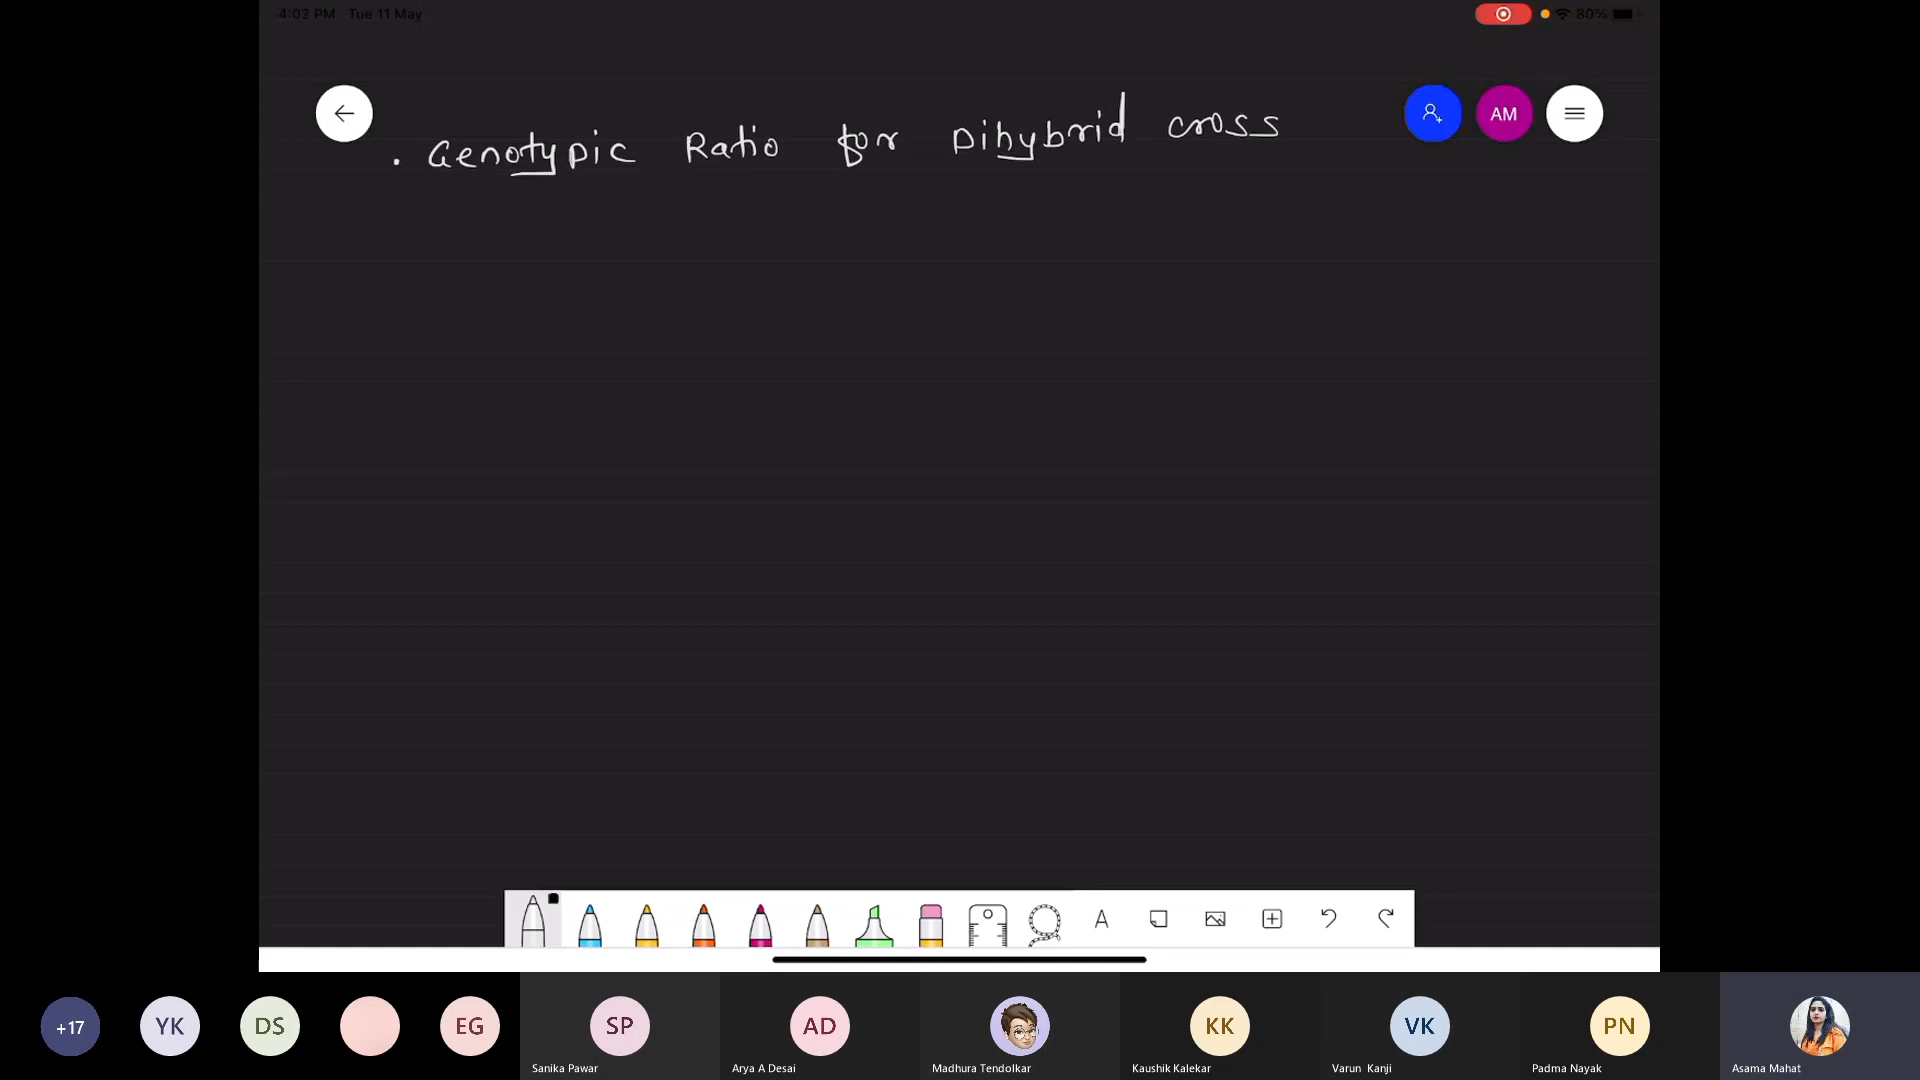 4:02 PM Tue 11 May
80%
. Genotypic Ratio for Dihybrid cross
AM
A
+17
YK
DS
EG
SP
AD
KK
VK
PN
Sanika Pawar
Arya A Desai
Madhura Tendolkar
Kaushik Kalekar
Varun Kanji
Padma Nayak
Asama Mahat